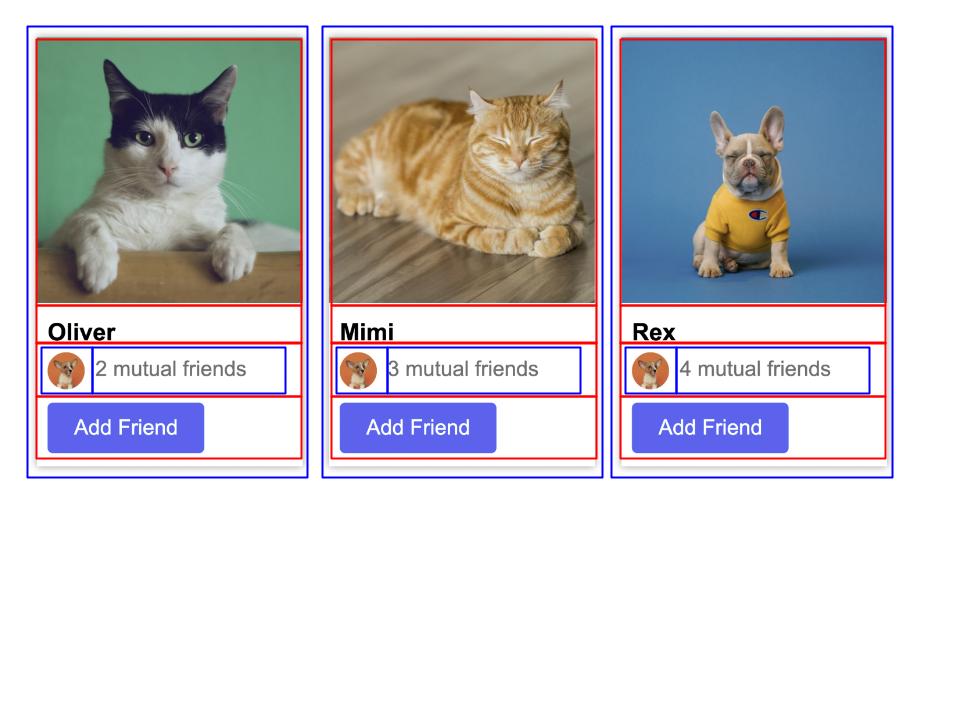 Oliver
2 mutual friends
Add Friend
Mimi
3 mutual friends
Add Friend
Rex
4 mutual friends
Add Friend